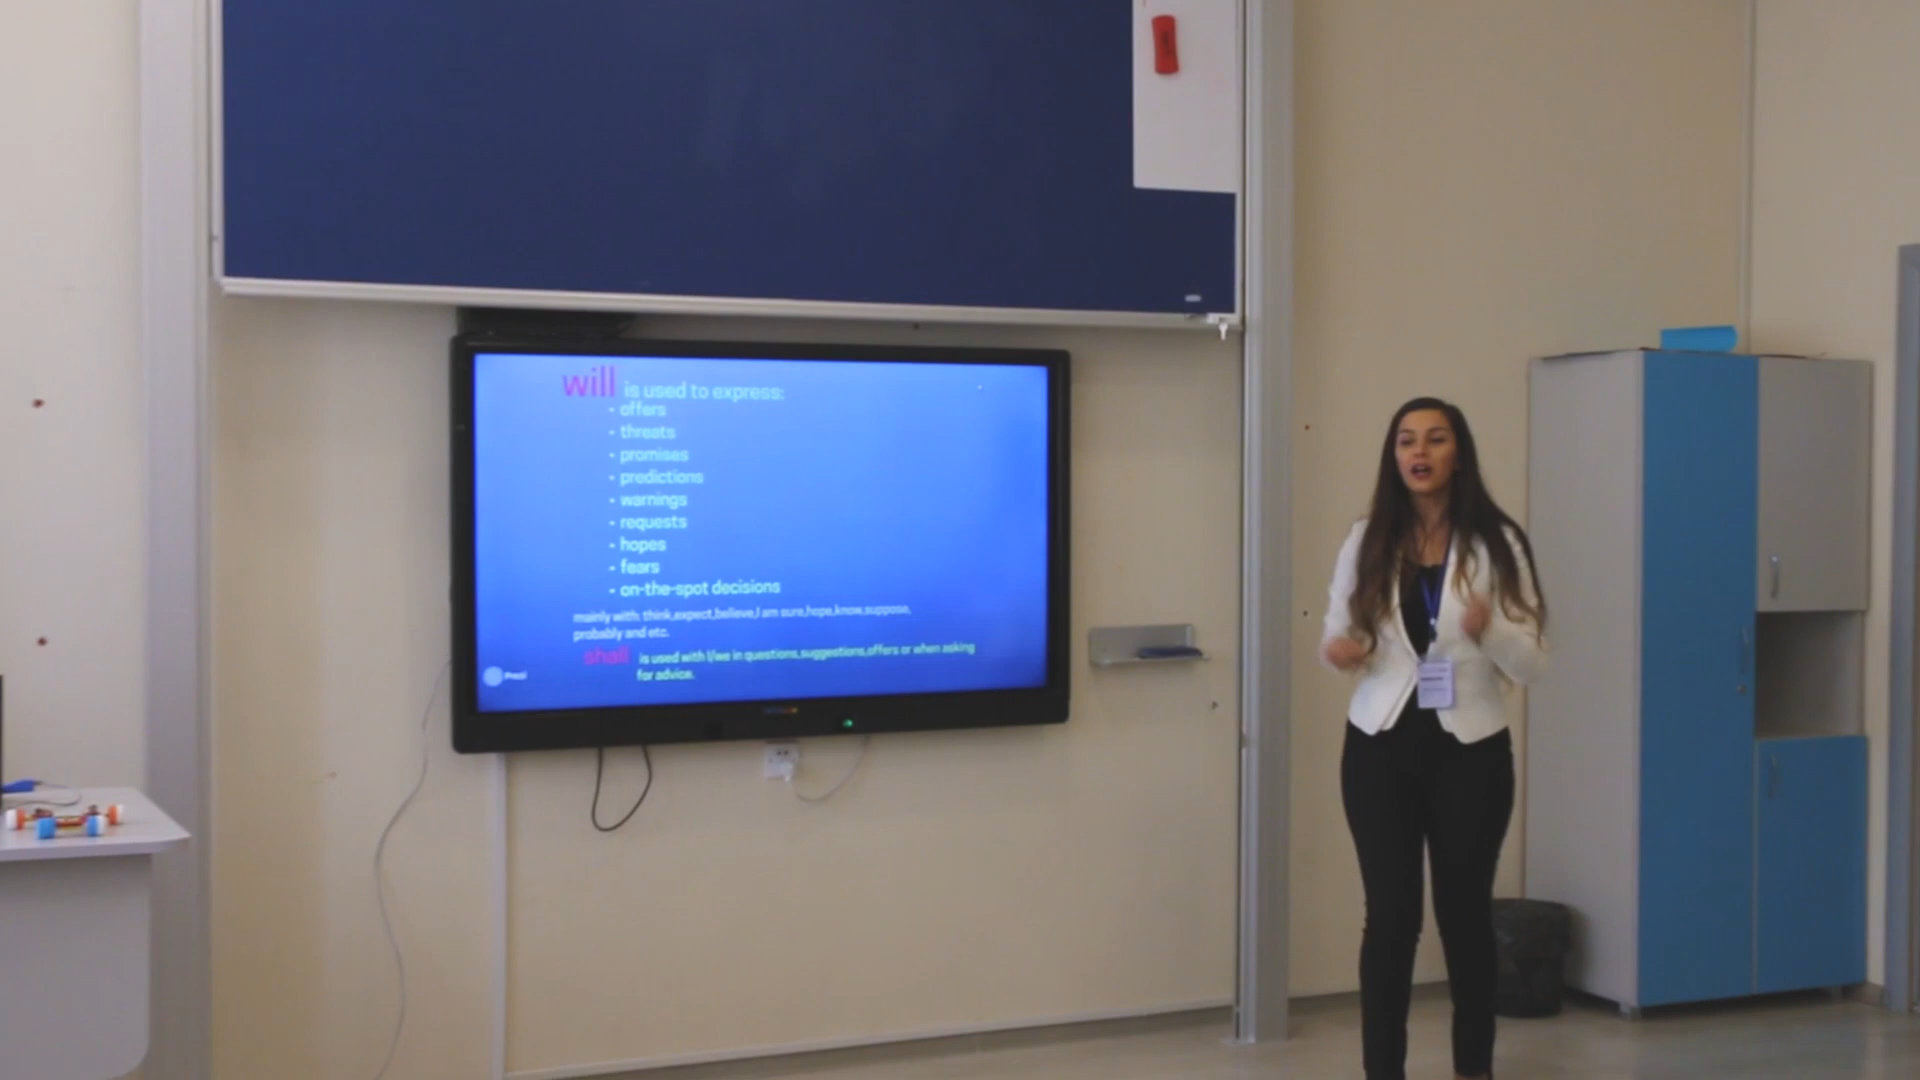 will is used to express:
• offers
• threats
• promises
• predictions
• warnings
• requests
• hopes
• fears
• on-the-spot decisions
mainly with: think,expect,believe,I am sure,hope,know,suppose,
probably and etc.
shall is used with I/we in questions,suggestions,offers or when asking
for advice.
Prezi